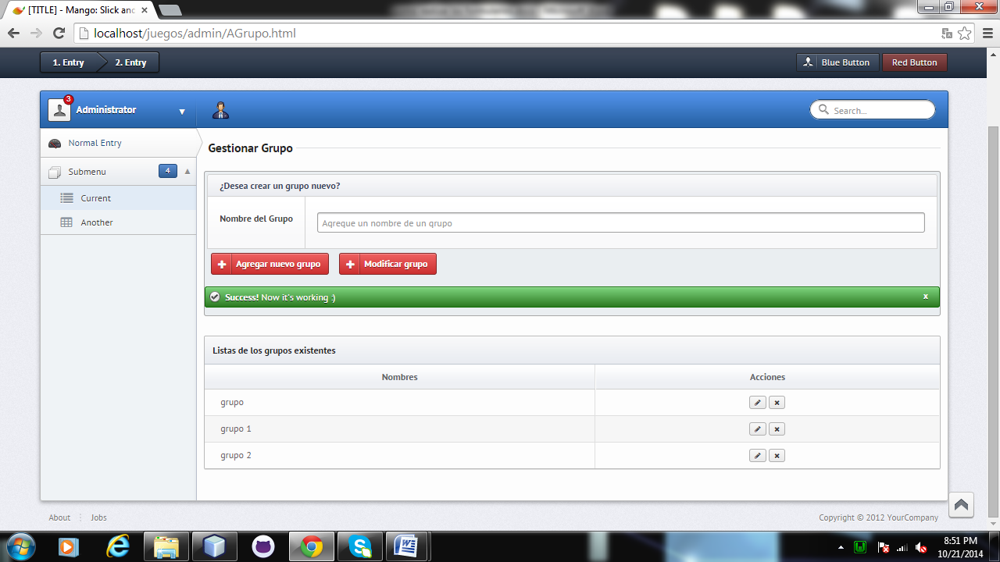 [TITLE] - Mango: Slick and
localhost/juegos/admin/AGrupo.html
1. Entry 2. Entry
Blue Button Red Button
3
Administrator
Search...
Normal Entry
Gestionar Grupo
Submenu 4
Current
Another
¿Desea crear un grupo nuevo?
Nombre del Grupo
Agregue un nombre de un grupo
Agregar nuevo grupo Modificar grupo
Success! Now it's working :) x
Listas de los grupos existentes
Nombres Acciones
grupo
grupo 1
grupo 2
About Jobs
Copyright © 2012 YourCompany
8:51 PM
10/21/2014